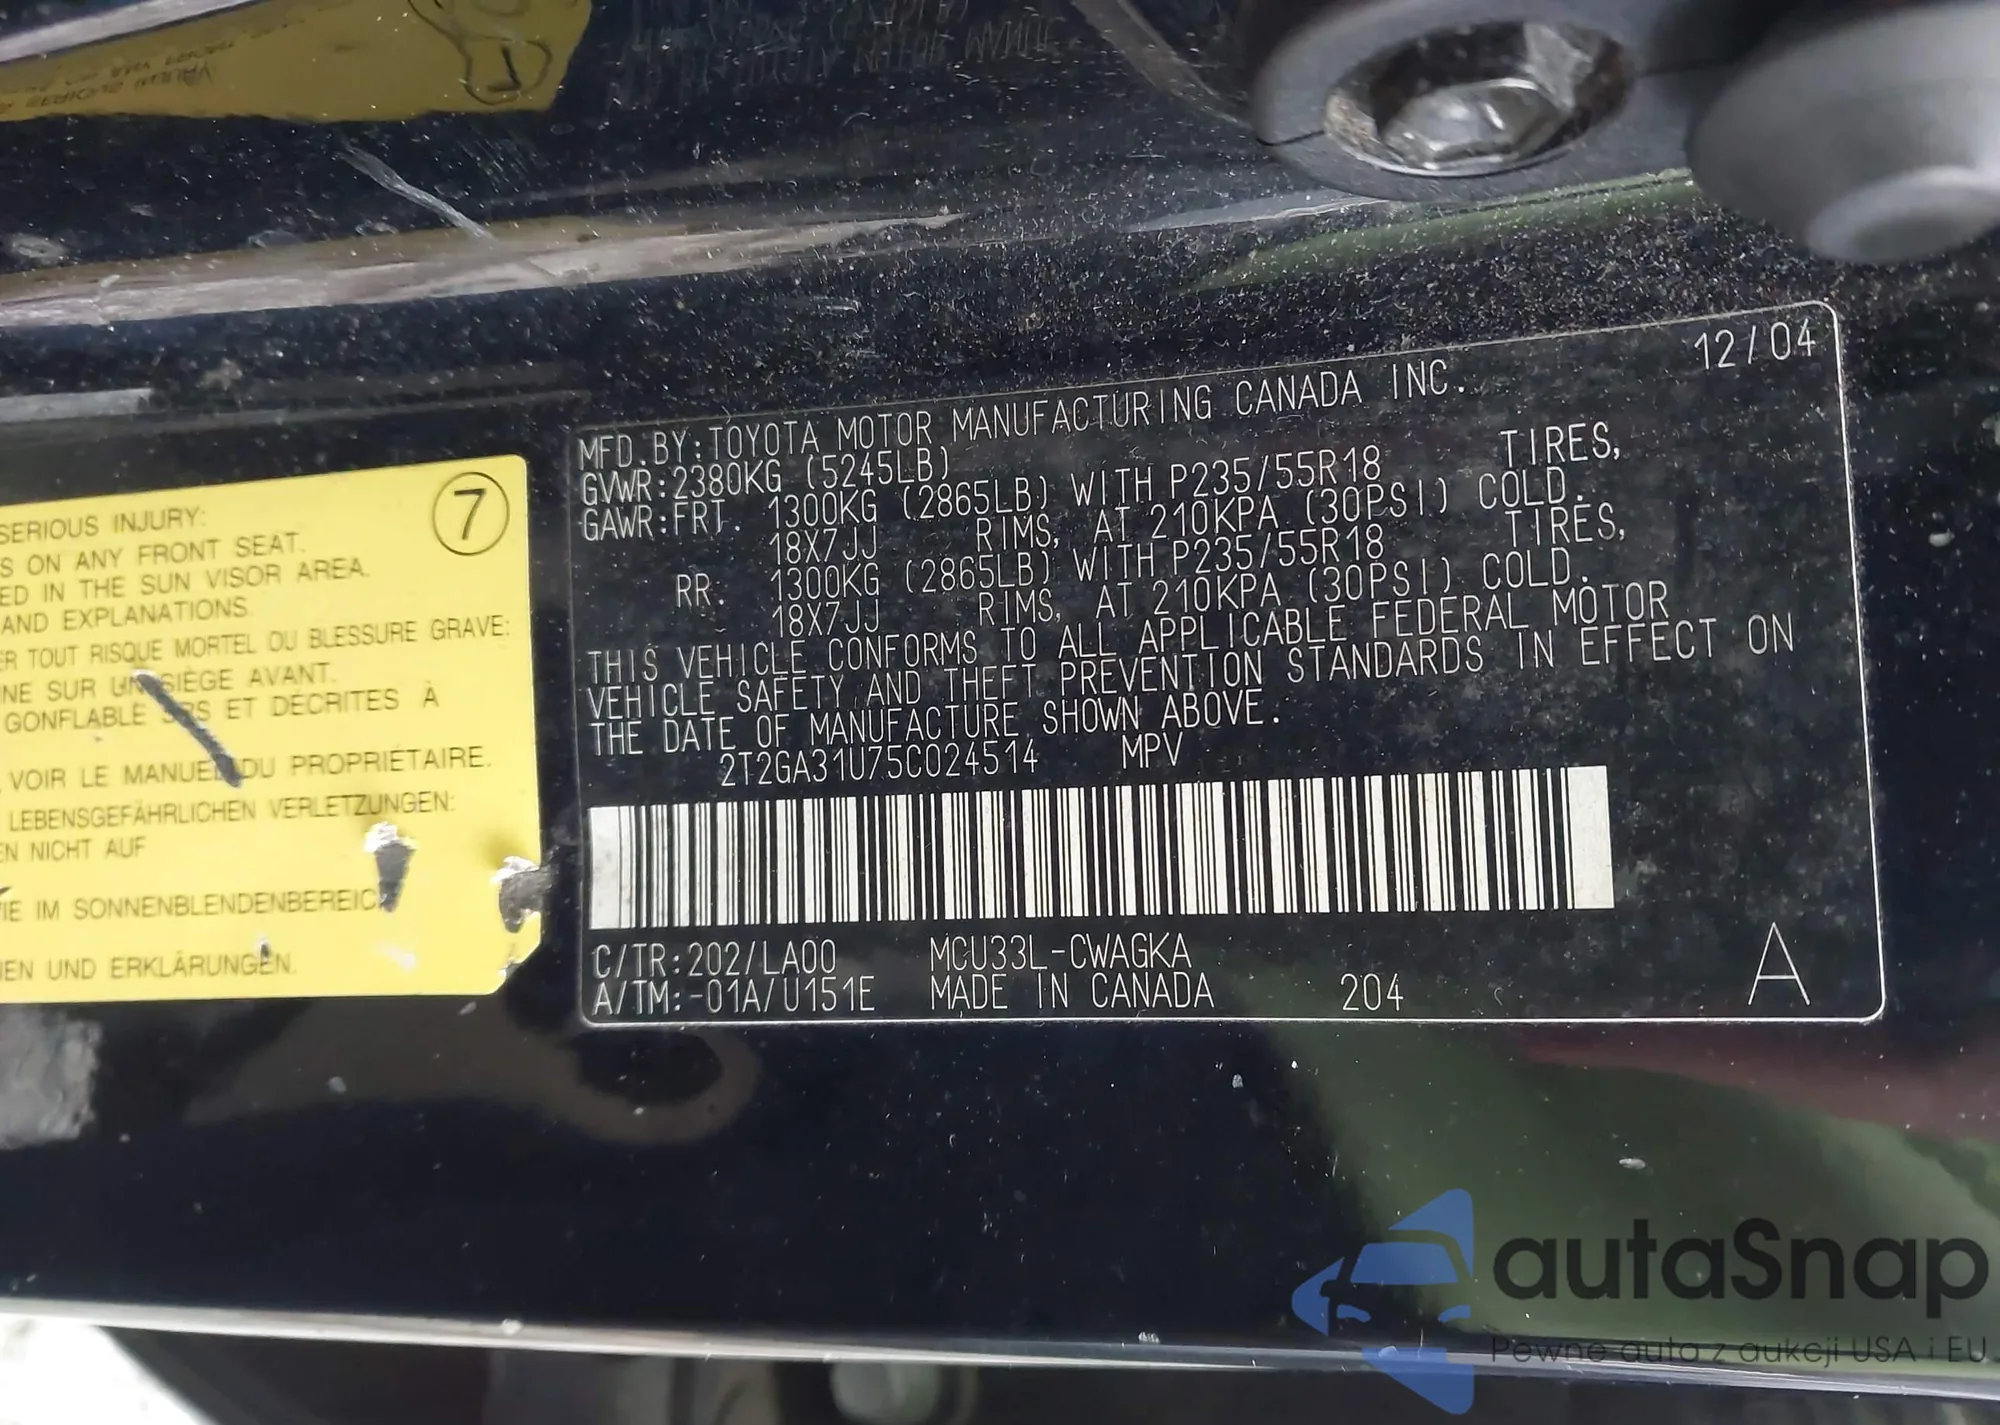 SERIOUS INJURY:
S ON ANY FRONT SEAT.
ED IN THE SUN VISOR AREA.
AND EXPLANATIONS.
ER TOUT RISQUE MORTEL OU BLESSURE GRAVE:
NE SUR UN SIÈGE AVANT.
GONFLABLE SRS ET DÉCRITES À
VOIR LE MANUEL DU PROPRIÉTAIRE.
LEBENSGEFÄHRLICHEN VERLETZUNGEN:
EN NICHT AUF
IE IM SONNENBLENDENBEREICH
NEN UND ERKLÄRUNGEN.
7
12/04
MFD.BY:TOYOTA MOTOR MANUFACTURING CANADA INC.
GVWR:2380KG (5245LB)
GAWR:FRT. 1300KG (2865LB) WITH P235/55R18 TIRES,
18X7JJ RIMS, AT 210KPA (30PSI) COLD.
RR. 1300KG (2865LB) WITH P235/55R18 TIRES,
18X7JJ RIMS, AT 210KPA (30PSI) COLD.
THIS VEHICLE CONFORMS TO ALL APPLICABLE FEDERAL MOTOR
VEHICLE SAFETY AND THEFT PREVENTION STANDARDS IN EFFECT ON
THE DATE OF MANUFACTURE SHOWN ABOVE.
2T2GA31U75C024514 MPV
C/TR:202/LA00 MCU33L-CWAGKA
A/TM:-01A/U151E MADE IN CANADA 204
A
autaSnap
Pewne auta z aukcji USA i EU